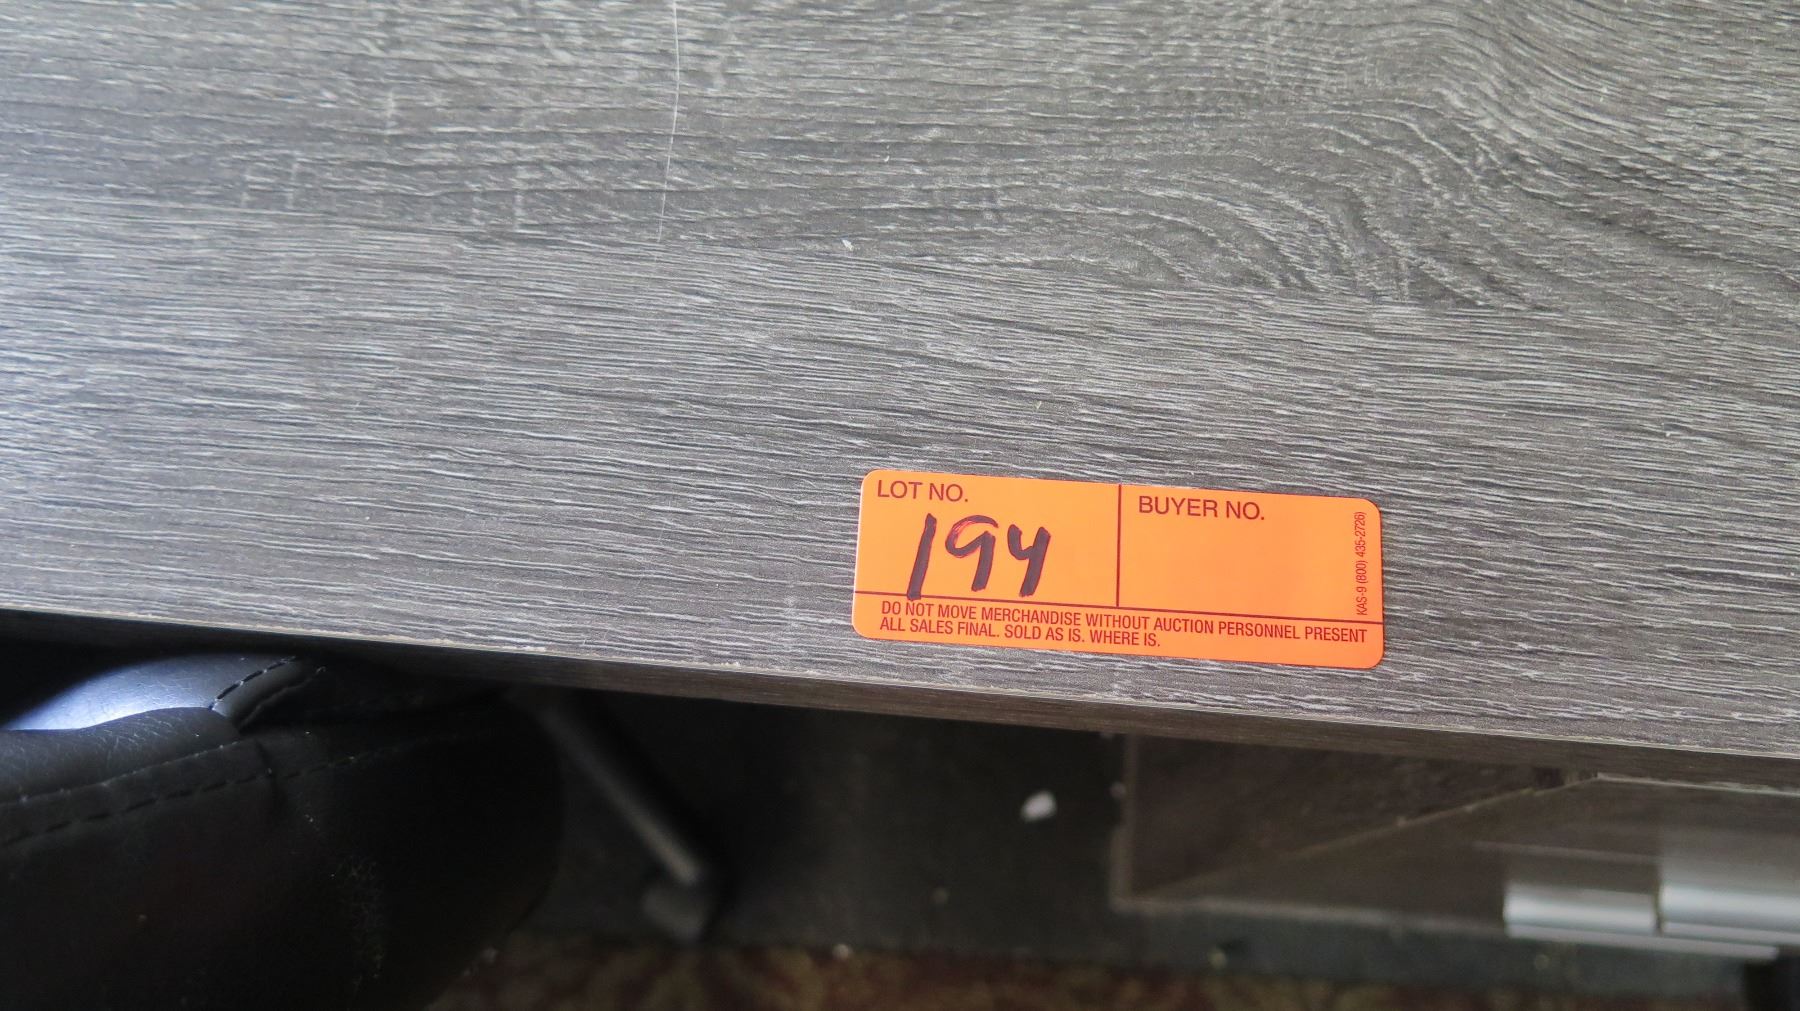 LOT NO.
BUYER NO.
194
KAS-9 (800) 435-2726)
DO NOT MOVE MERCHANDISE WITHOUT AUCTION PERSONNEL PRESENT
ALL SALES FINAL. SOLD AS IS. WHERE IS.